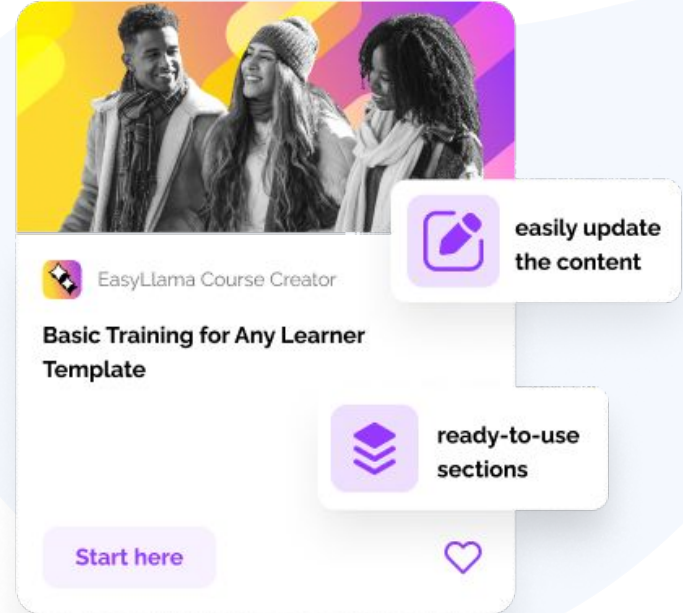 easily update
the content
EasyLlama Course Creator
Basic Training for Any Learner
Template
ready-to-use
sections
Start here